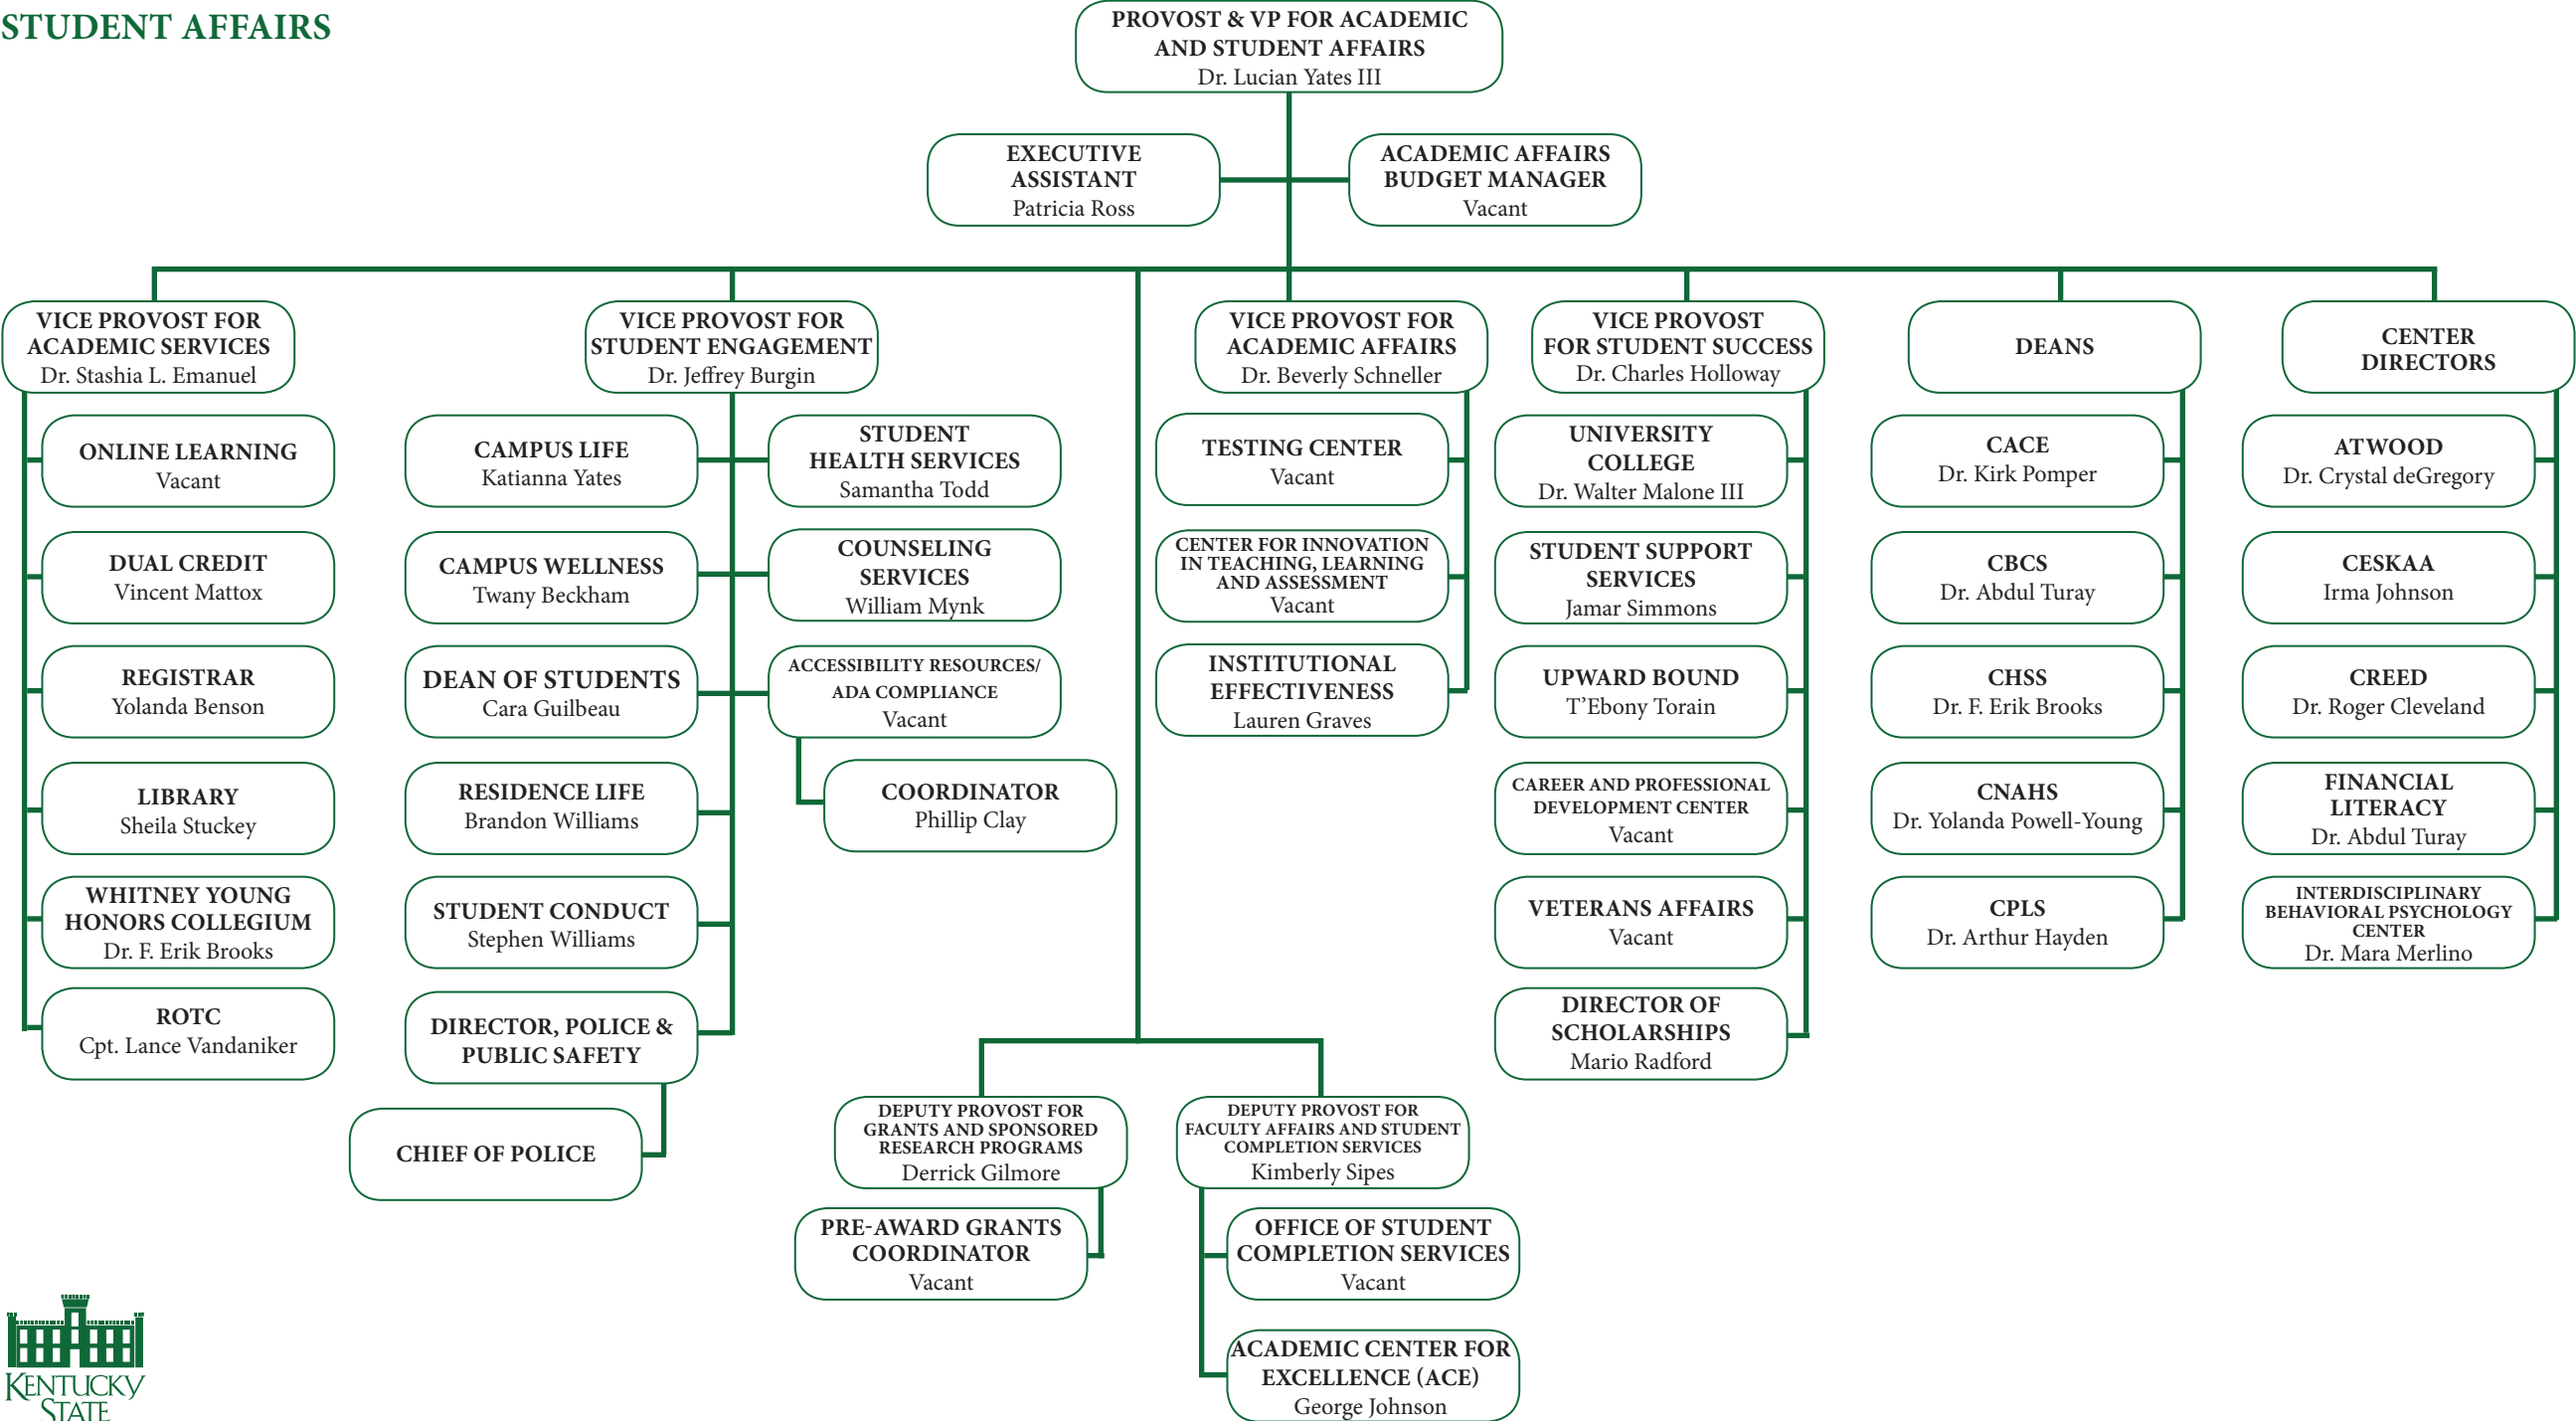 STUDENT AFFAIRS
PROVOST & VP FOR ACADEMIC
AND STUDENT AFFAIRS
Dr. Lucian Yates III
EXECUTIVE
ASSISTANT
Patricia Ross
ACADEMIC AFFAIRS
BUDGET MANAGER
Vacant
VICE PROVOST FOR
ACADEMIC SERVICES
Dr. Stashia L. Emanuel
ONLINE LEARNING
Vacant
DUAL CREDIT
Vincent Mattox
REGISTRAR
Yolanda Benson
LIBRARY
Sheila Stuckey
WHITNEY YOUNG
HONORS COLLEGIUM
Dr. F. Erik Brooks
ROTC
Cpt. Lance Vandaniker
VICE PROVOST FOR
STUDENT ENGAGEMENT
Dr. Jeffrey Burgin
CAMPUS LIFE
Katianna Yates
CAMPUS WELLNESS
Twany Beckham
DEAN OF STUDENTS
Cara Guilbeau
RESIDENCE LIFE
Brandon Williams
STUDENT CONDUCT
Stephen Williams
DIRECTOR, POLICE &
PUBLIC SAFETY
CHIEF OF POLICE
STUDENT
HEALTH SERVICES
Samantha Todd
COUNSELING
SERVICES
William Mynk
ACCESSIBILITY RESOURCES/
ADA COMPLIANCE
Vacant
COORDINATOR
Phillip Clay
DEPUTY PROVOST FOR
GRANTS AND SPONSORED
RESEARCH PROGRAMS
Derrick Gilmore
PRE-AWARD GRANTS
COORDINATOR
Vacant
DEPUTY PROVOST FOR
FACULTY AFFAIRS AND STUDENT
COMPLETION SERVICES
Kimberly Sipes
OFFICE OF STUDENT
COMPLETION SERVICES
Vacant
ACADEMIC CENTER FOR
EXCELLENCE (ACE)
George Johnson
VICE PROVOST FOR
ACADEMIC AFFAIRS
Dr. Beverly Schneller
TESTING CENTER
Vacant
CENTER FOR INNOVATION
IN TEACHING, LEARNING
AND ASSESSMENT
Vacant
INSTITUTIONAL
EFFECTIVENESS
Lauren Graves
VICE PROVOST
FOR STUDENT SUCCESS
Dr. Charles Holloway
UNIVERSITY
COLLEGE
Dr. Walter Malone III
STUDENT SUPPORT
SERVICES
Jamar Simmons
UPWARD BOUND
T’Ebony Torain
CAREER AND PROFESSIONAL
DEVELOPMENT CENTER
Vacant
VETERANS AFFAIRS
Vacant
DIRECTOR OF
SCHOLARSHIPS
Mario Radford
DEANS
CACE
Dr. Kirk Pomper
CBCS
Dr. Abdul Turay
CHSS
Dr. F. Erik Brooks
CNAHS
Dr. Yolanda Powell-Young
CPLS
Dr. Arthur Hayden
CENTER
DIRECTORS
ATWOOD
Dr. Crystal deGregory
CESKAA
Irma Johnson
CREED
Dr. Roger Cleveland
FINANCIAL
LITERACY
Dr. Abdul Turay
INTERDISCIPLINARY
BEHAVIORAL PSYCHOLOGY
CENTER
Dr. Mara Merlino
KENTUCKY
STATE